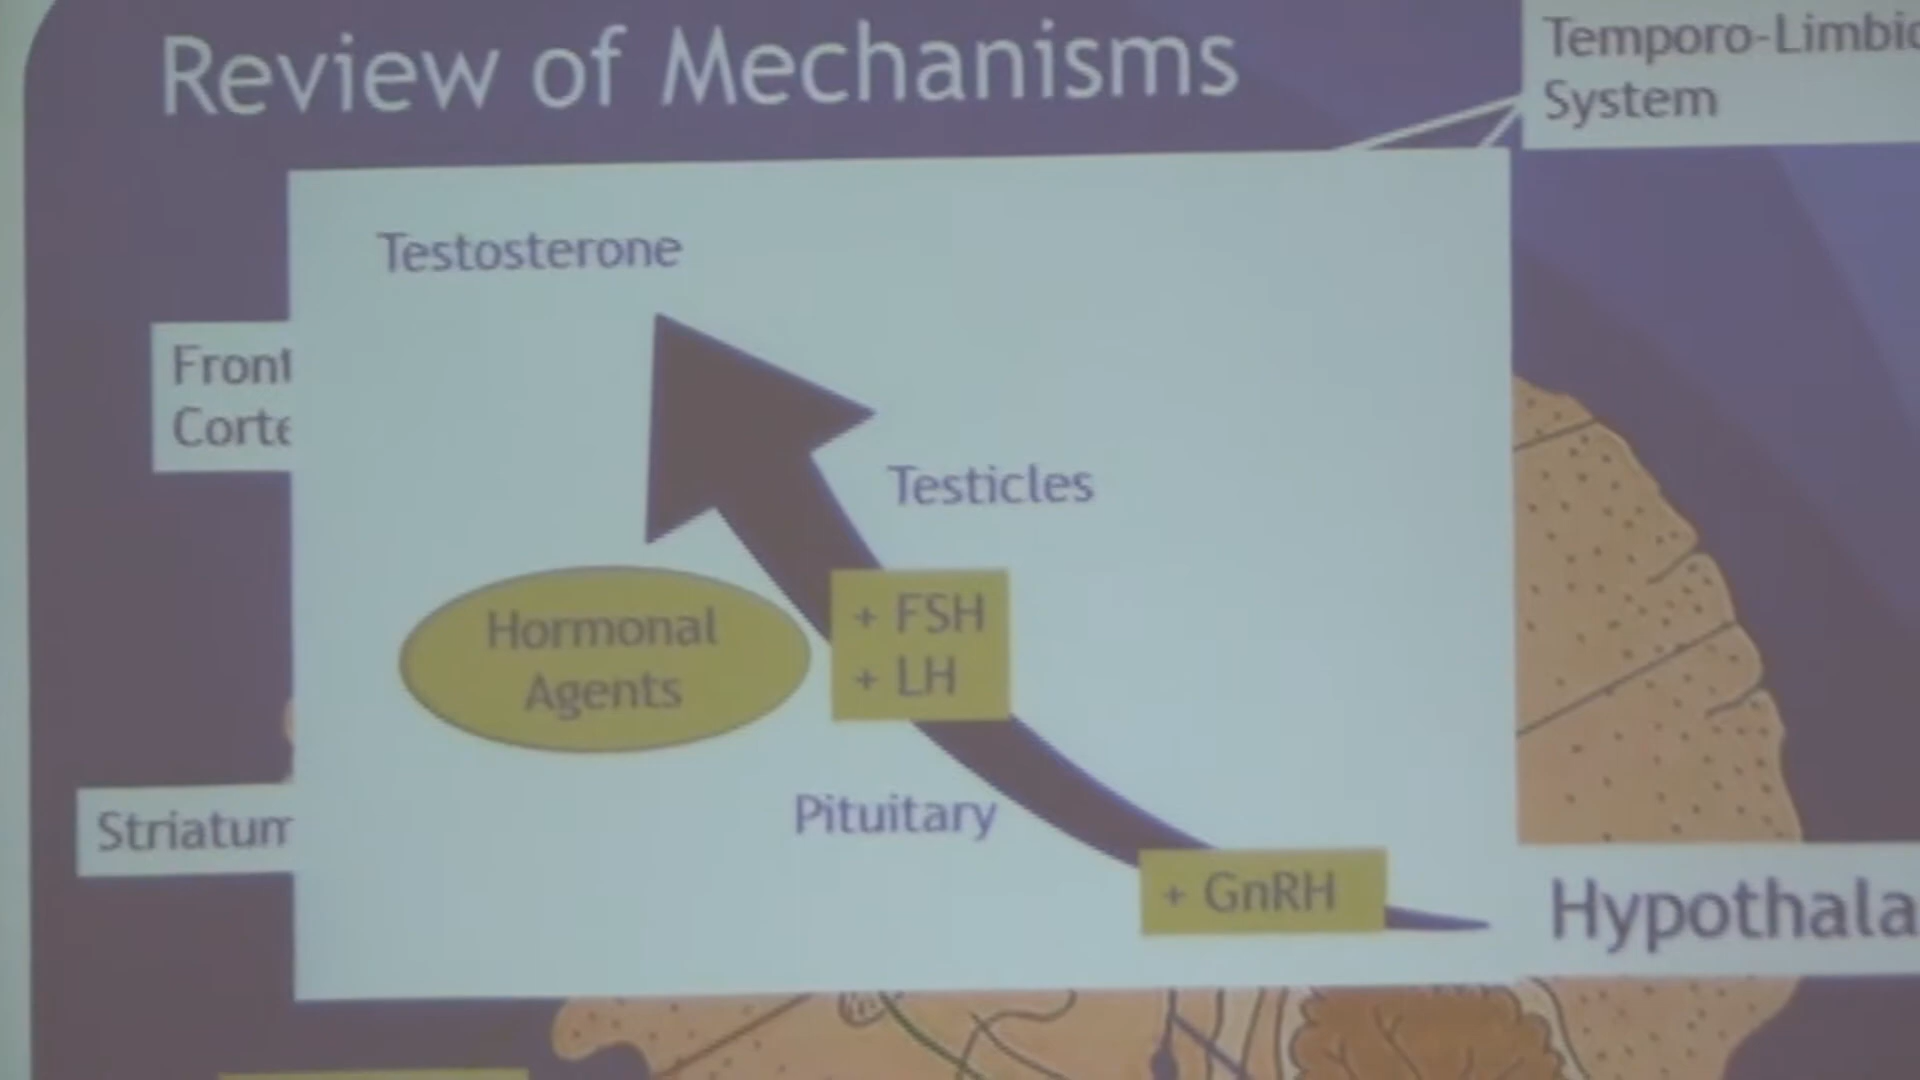 Review of Mechanisms
Temporo-Limbic
System
Testosterone
Front
Corte
Testicles
Hormonal
Agents
+ FSH
+ LH
Pituitary
Striatum
+ GnRH
Hypothala